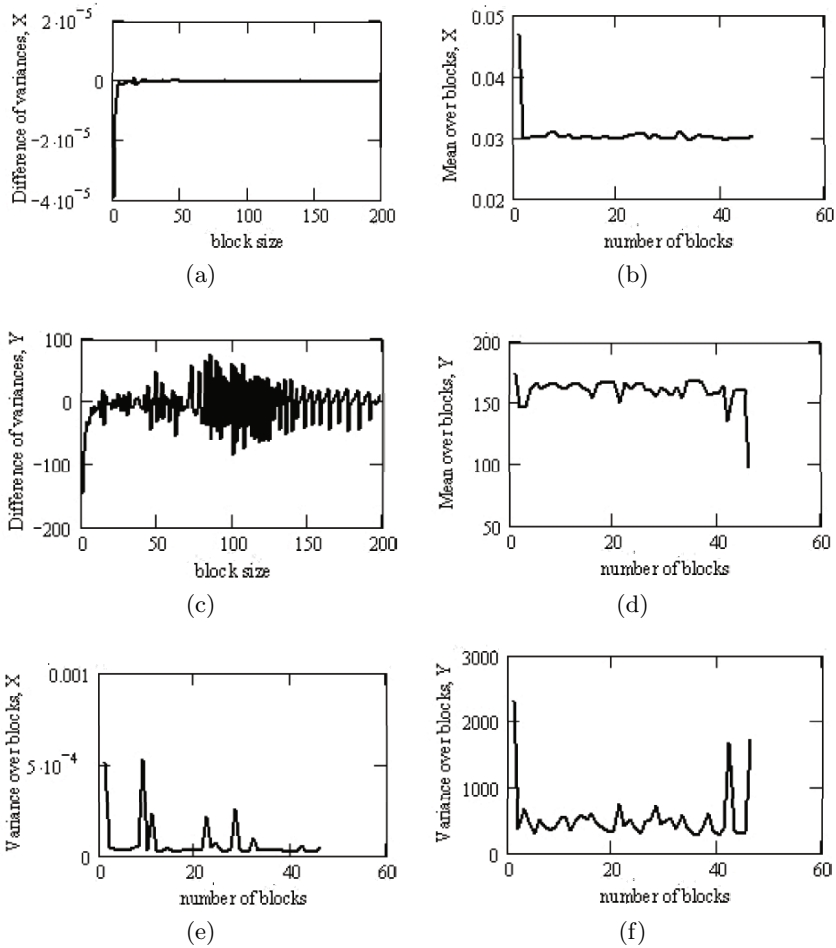 Difference of variances, X
2·10⁻⁵
0
−2·10⁻⁵
−4·10⁻⁵
0 50 100 150 200
block size
(a)
Mean over blocks, X
0.05
0.04
0.03
0.02
0 20 40 60
number of blocks
(b)
Difference of variances, Y
100
0
−100
−200
0 50 100 150 200
block size
(c)
Mean over blocks, Y
200
150
100
50
0 20 40 60
number of blocks
(d)
Variance over blocks, X
0.001
5·10⁻⁴
0
0 20 40 60
number of blocks
(e)
Variance over blocks, Y
3000
2000
1000
0
0 20 40 60
number of blocks
(f)